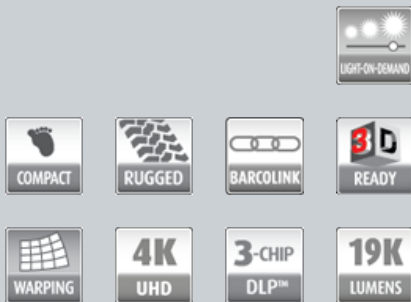 LIGHT-ON-DEMAND
COMPACT
RUGGED
BARCOLINK
3D
READY
WARPING
4K
UHD
3-CHIP
DLP™
19K
LUMENS